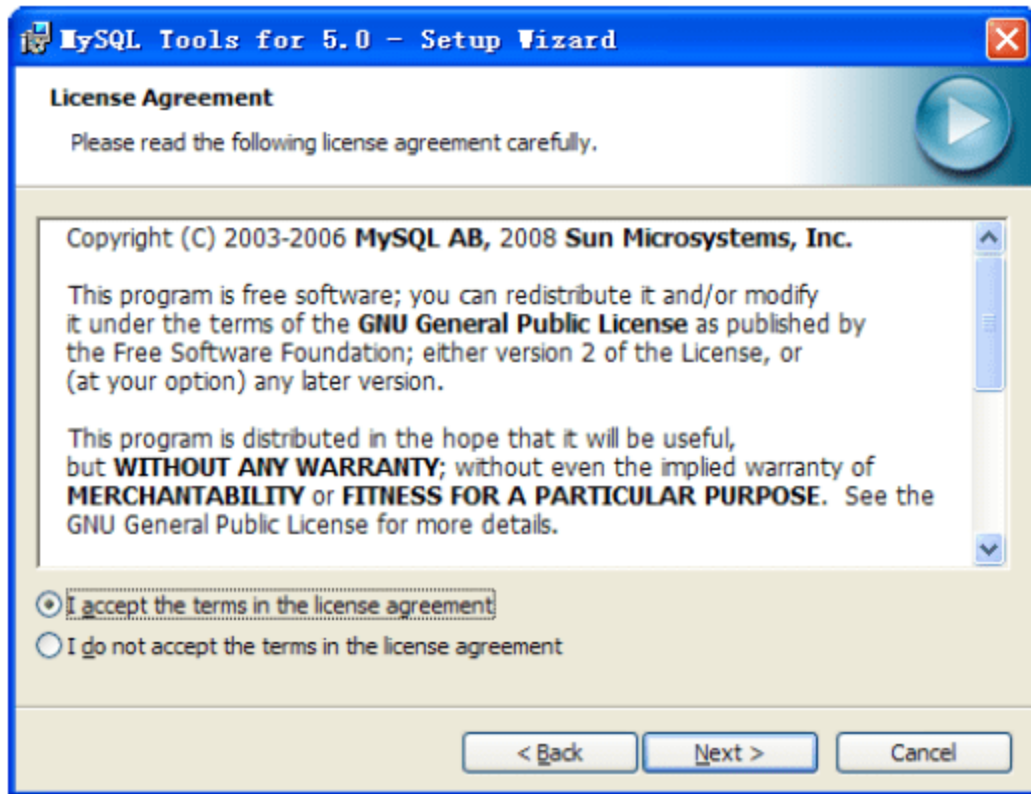 MySQL Tools for 5.0 - Setup Wizard
License Agreement
Please read the following license agreement carefully.
Copyright (C) 2003-2006 MySQL AB, 2008 Sun Microsystems, Inc.
This program is free software; you can redistribute it and/or modify
it under the terms of the GNU General Public License as published by
the Free Software Foundation; either version 2 of the License, or
(at your option) any later version.
This program is distributed in the hope that it will be useful,
but WITHOUT ANY WARRANTY; without even the implied warranty of
MERCHANTABILITY or FITNESS FOR A PARTICULAR PURPOSE.  See the
GNU General Public License for more details.
I accept the terms in the license agreement
I do not accept the terms in the license agreement
< Back Next > Cancel